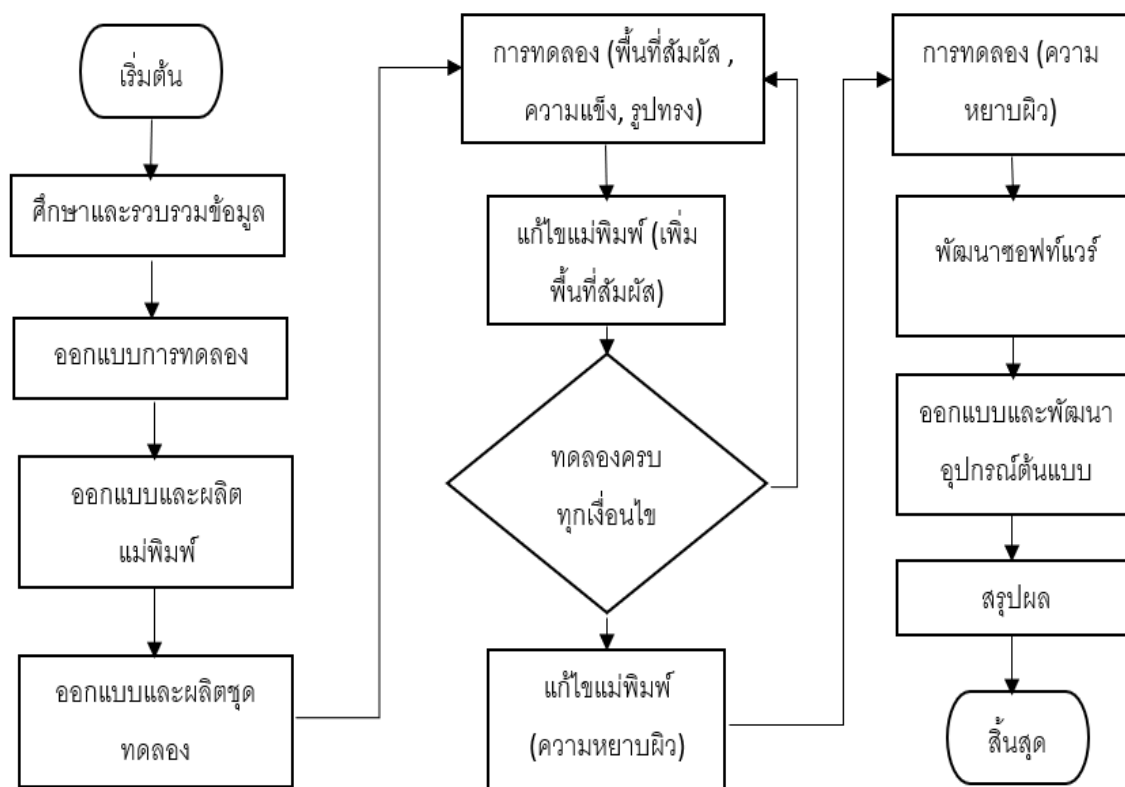 เริ่มต้น
ศึกษาและรวบรวมข้อมูล
ออกแบบการทดลอง
ออกแบบและผลิต
แม่พิมพ์
ออกแบบและผลิตชุด
ทดลอง
การทดลอง (พื้นที่สัมผัส ,
ความแข็ง, รูปทรง)
แก้ไขแม่พิมพ์ (เพิ่ม
พื้นที่สัมผัส)
ทดลองครบ
ทุกเงื่อนไข
แก้ไขแม่พิมพ์
(ความหยาบผิว)
การทดลอง (ความ
หยาบผิว)
พัฒนาซอฟท์แวร์
ออกแบบและพัฒนา
อุปกรณ์ต้นแบบ
สรุปผล
สิ้นสุด